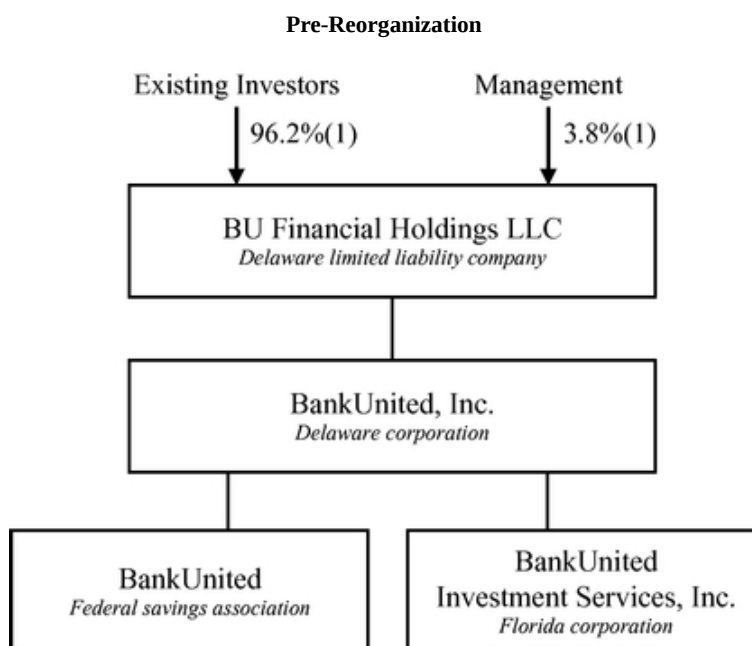 Pre-Reorganization
Existing Investors
Management
96.2%(1)
3.8%(1)
BU Financial Holdings LLC
Delaware limited liability company
BankUnited, Inc.
Delaware corporation
BankUnited
Federal savings association
BankUnited
Investment Services, Inc.
Florida corporation